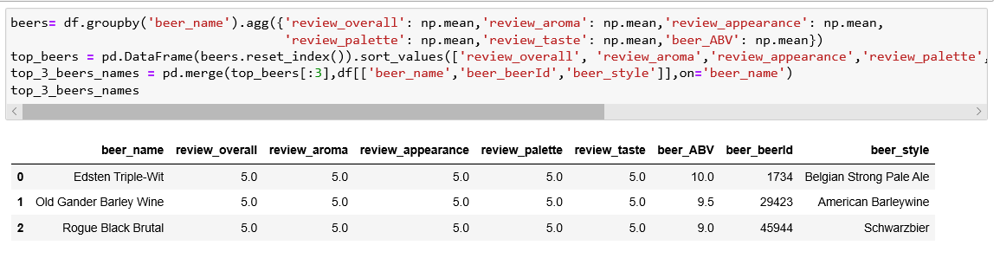 beers= df.groupby('beer_name').agg({'review_overall': np.mean,'review_aroma': np.mean,'review_appearance': np.mean,
'review_palette': np.mean,'review_taste': np.mean,'beer_ABV': np.mean})
top_beers = pd.DataFrame(beers.reset_index()).sort_values(['review_overall', 'review_aroma','review_appearance','review_palette',
top_3_beers_names = pd.merge(top_beers[:3],df[['beer_name','beer_beerId','beer_style']],on='beer_name')
top_3_beers_names
beer_name review_overall review_aroma review_appearance review_palette review_taste beer_ABV beer_beerId beer_style
0 Edsten Triple-Wit 5.0 5.0 5.0 5.0 5.0 10.0 1734 Belgian Strong Pale Ale
1 Old Gander Barley Wine 5.0 5.0 5.0 5.0 5.0 9.5 29423 American Barleywine
2 Rogue Black Brutal 5.0 5.0 5.0 5.0 5.0 9.0 45944 Schwarzbier